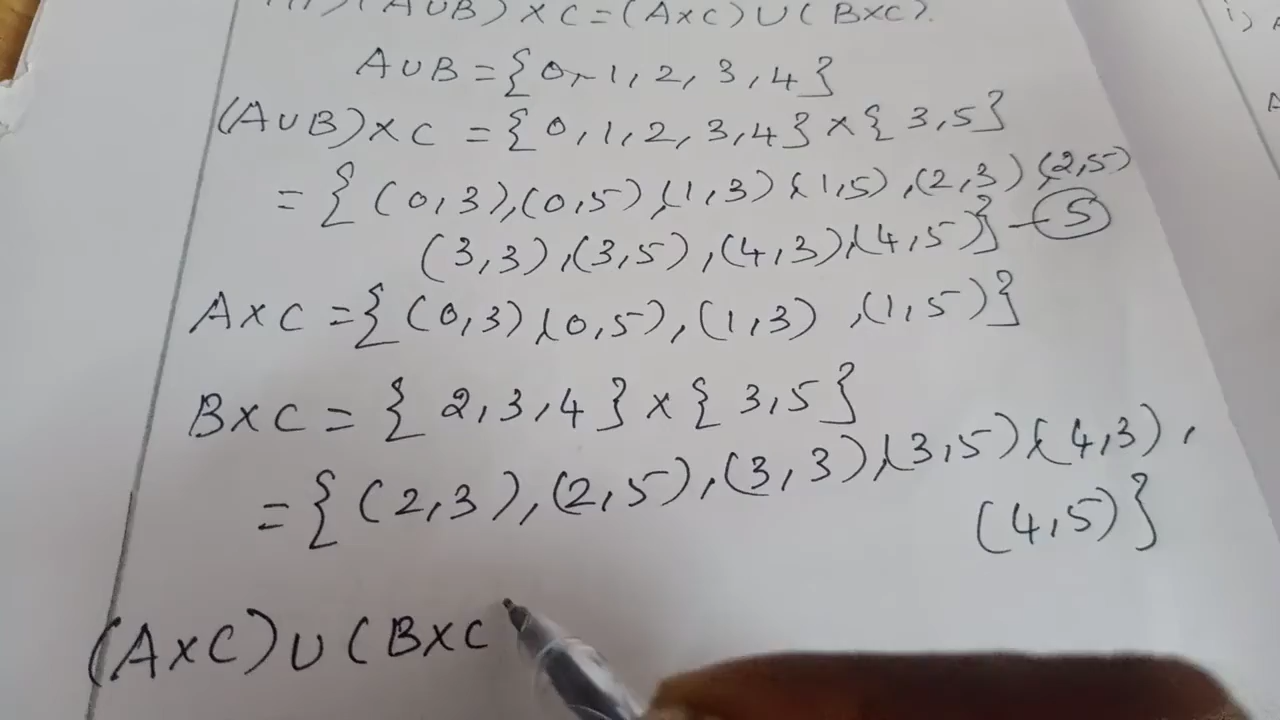 (A∪B)×C=(A×C)∪(B×C).
A∪B={0,1,2,3,4}
(A∪B)×C={0,1,2,3,4}×{3,5}
={(0,3),(0,5),(1,3),(1,5),(2,3),(2,5)
(3,3),(3,5),(4,3),(4,5)}—5
A×C={(0,3),(0,5),(1,3),(1,5)}
B×C={2,3,4}×{3,5}
={(2,3),(2,5),(3,3),(3,5),(4,3),
(4,5)}
(A×C)∪(B×C
i)